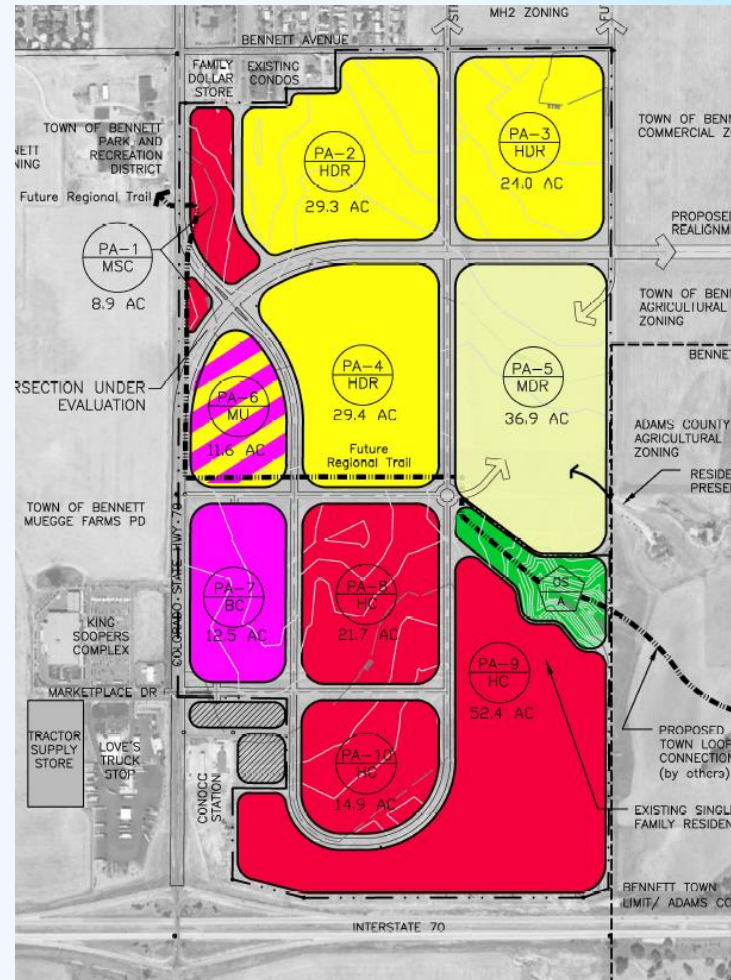 MH2 ZONING
BENNETT AVENUE
FAMILY
DOLLAR
STORE
EXISTING
CONDOS
TOWN OF BENNETT
PARK AND
RECREATION
DISTRICT
Future Regional Trail
PA-1
MSC
8.9 AC
PA-2
HDR
29.3 AC
PA-3
HDR
24.0 AC
TOWN OF BENN
COMMERCIAL Z
PROPOSED
REALIGNM
TOWN OF BEN
AGRICULTURAL
ZONING
BENNET
PA-4
HDR
29.4 AC
PA-5
MDR
36.9 AC
RSECTION UNDER
EVALUATION
PA-6
MU
11.6 AC
Future
Regional Trail
ADAMS COUNTY
AGRICULTURAL
ZONING
RESIDE
PRESE
TOWN OF BENNETT
MUEGGE FARMS PD
COLORADO STATE HWY 79
PA-7
BC
12.5 AC
PA-8
HC
21.7 AC
OS
A
PA-9
HC
52.4 AC
KING
SOOPERS
COMPLEX
MARKETPLACE DR
TRACTOR
SUPPLY
STORE
LOVE'S
TRUCK
STOP
CONOCC
STATION
PA-10
HC
14.9 AC
PROPOSED
TOWN LOOP
CONNECTION
(by others)
EXISTING SINGL
FAMILY RESIDEN
BENNETT TOWN
LIMIT/ ADAMS CO
INTERSTATE 70